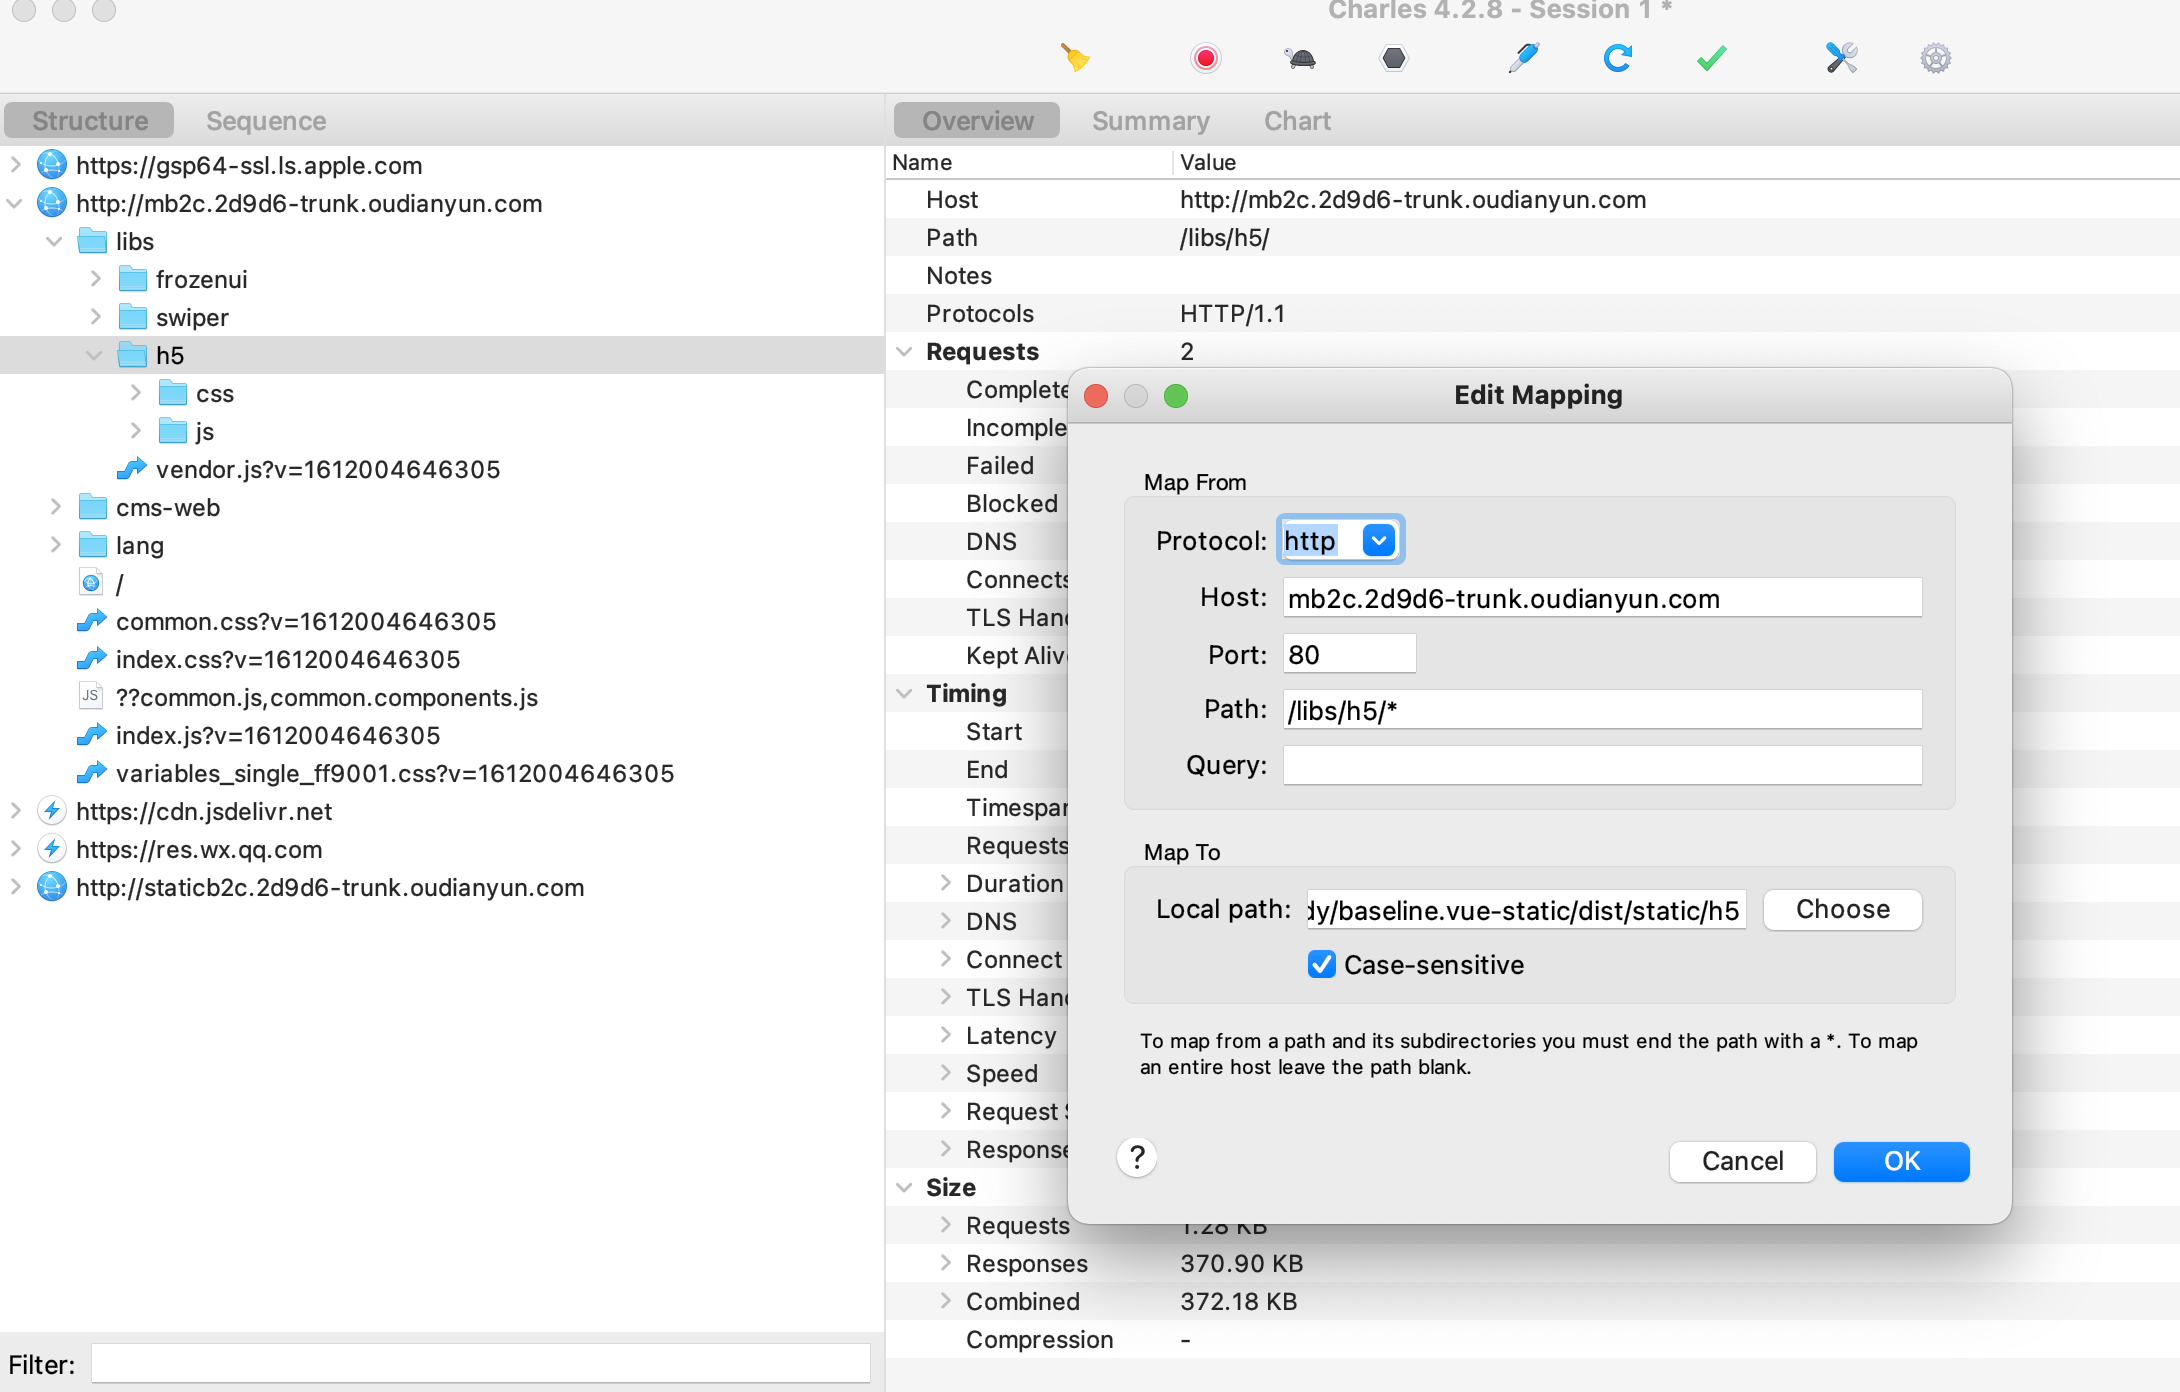 Charles 4.2.8 - Session 1 *
Structure
Sequence
https://gsp64-ssl.ls.apple.com
http://mb2c.2d9d6-trunk.oudianyun.com
libs
frozenui
swiper
h5
css
js
vendor.js?v=1612004646305
cms-web
lang
/
common.css?v=1612004646305
index.css?v=1612004646305
JS ??common.js,common.components.js
index.js?v=1612004646305
variables_single_ff9001.css?v=1612004646305
https://cdn.jsdelivr.net
https://res.wx.qq.com
http://staticb2c.2d9d6-trunk.oudianyun.com
Filter:
Overview
Summary
Chart
Name Value
Host http://mb2c.2d9d6-trunk.oudianyun.com
Path /libs/h5/
Notes
Protocols HTTP/1.1
Requests 2
Complete
Incomple
Failed
Blocked
DNS
Connects
TLS Hand
Kept Aliv
Timing
Start
End
Timespan
Requests
Duration
DNS
Connect
TLS Hand
Latency
Speed
Request S
Response
Size
Requests 1.28 KB
Responses 370.90 KB
Combined 372.18 KB
Compression -
Edit Mapping
Map From
Protocol: http
Host: mb2c.2d9d6-trunk.oudianyun.com
Port: 80
Path: /libs/h5/*
Query:
Map To
Local path: dy/baseline.vue-static/dist/static/h5 Choose
Case-sensitive
To map from a path and its subdirectories you must end the path with a *. To map
an entire host leave the path blank.
? Cancel OK